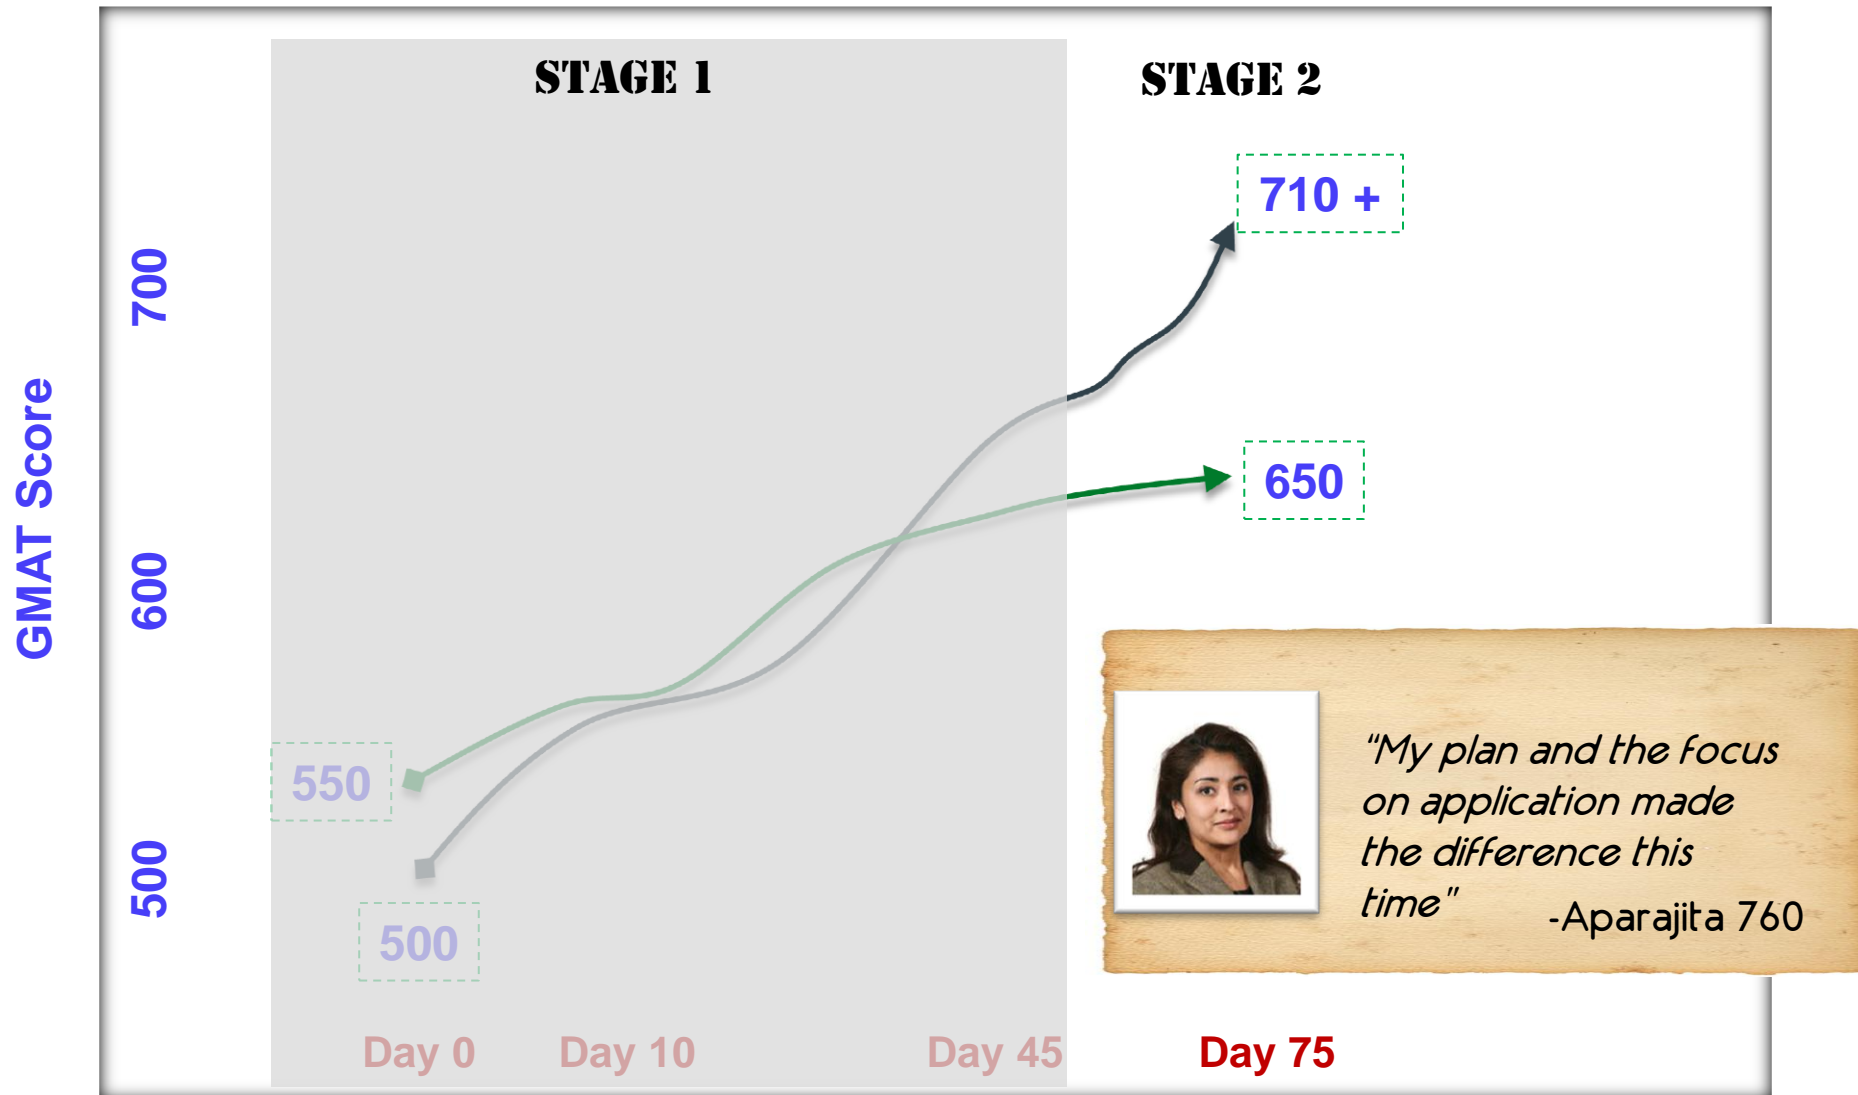 STAGE 1
STAGE 2
710 +
700
GMAT Score
650
600
550
500
500
"My plan and the focus
on application made
the difference this
time"
-Aparajita 760
Day 0
Day 10
Day 45
Day 75